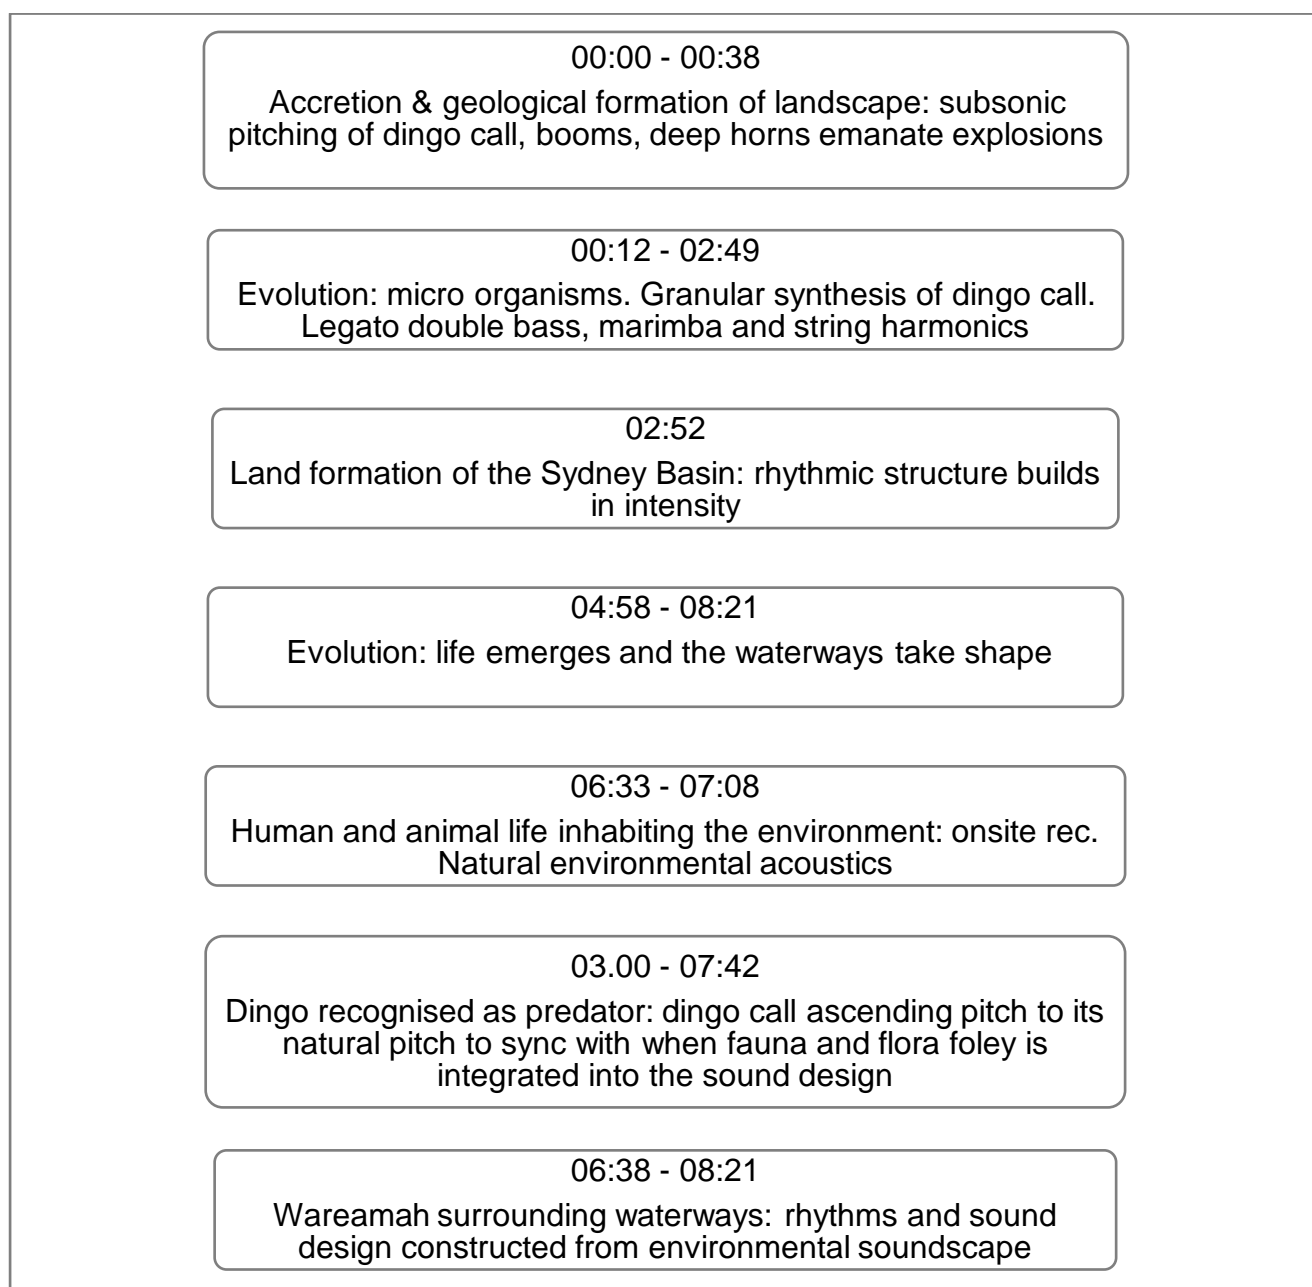 00:00 - 00:38
Accretion & geological formation of landscape: subsonic
pitching of dingo call, booms, deep horns emanate explosions
00:12 - 02:49
Evolution: micro organisms. Granular synthesis of dingo call.
Legato double bass, marimba and string harmonics
02:52
Land formation of the Sydney Basin: rhythmic structure builds
in intensity
04:58 - 08:21
Evolution: life emerges and the waterways take shape
06:33 - 07:08
Human and animal life inhabiting the environment: onsite rec.
Natural environmental acoustics
03.00 - 07:42
Dingo recognised as predator: dingo call ascending pitch to its
natural pitch to sync with when fauna and flora foley is
integrated into the sound design
06:38 - 08:21
Wareamah surrounding waterways: rhythms and sound
design constructed from environmental soundscape